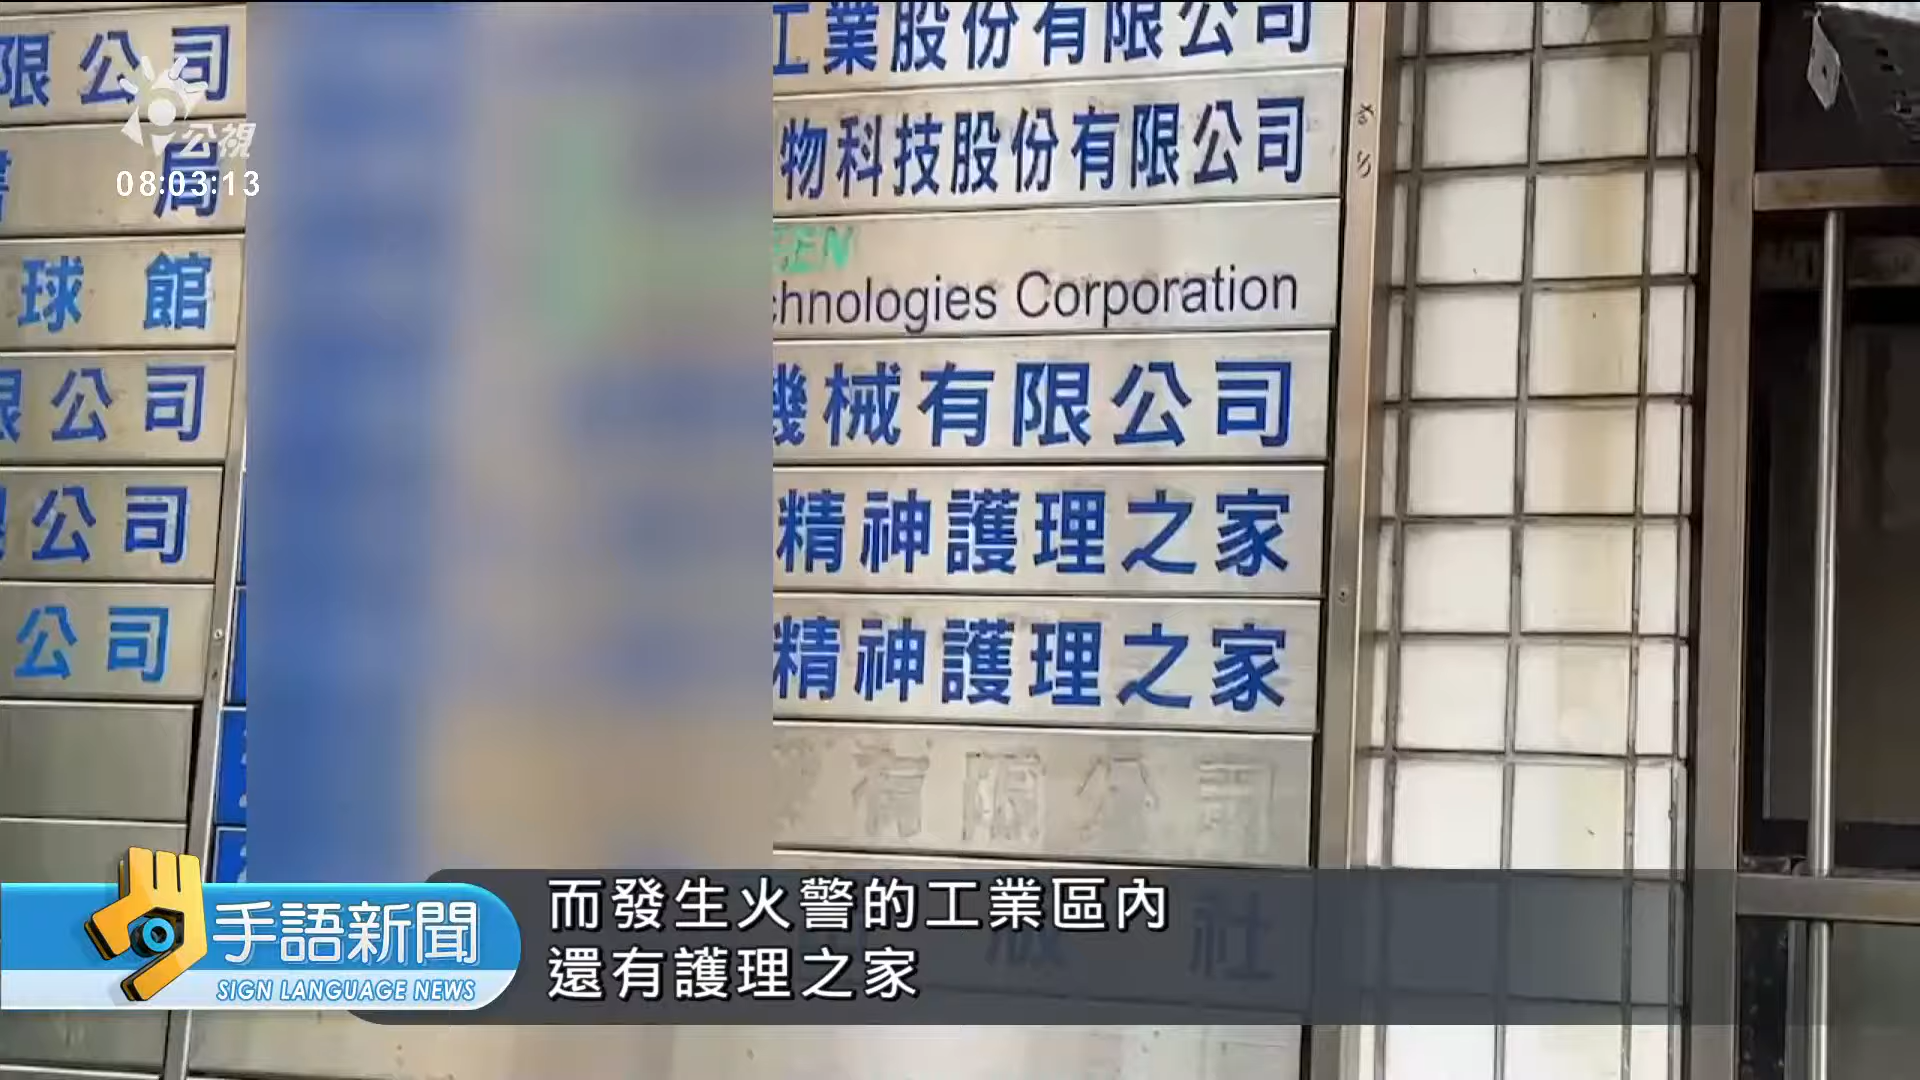 限公司
公視
局
08:03:13
球館
限公司
公司
公司
工業股份有限公司
物科技股份有限公司
EEN
chnologies Corporation
機械有限公司
精神護理之家
精神護理之家
有限公司
社
手語新聞
SIGN LANGUAGE NEWS
而發生火警的工業區內
還有護理之家